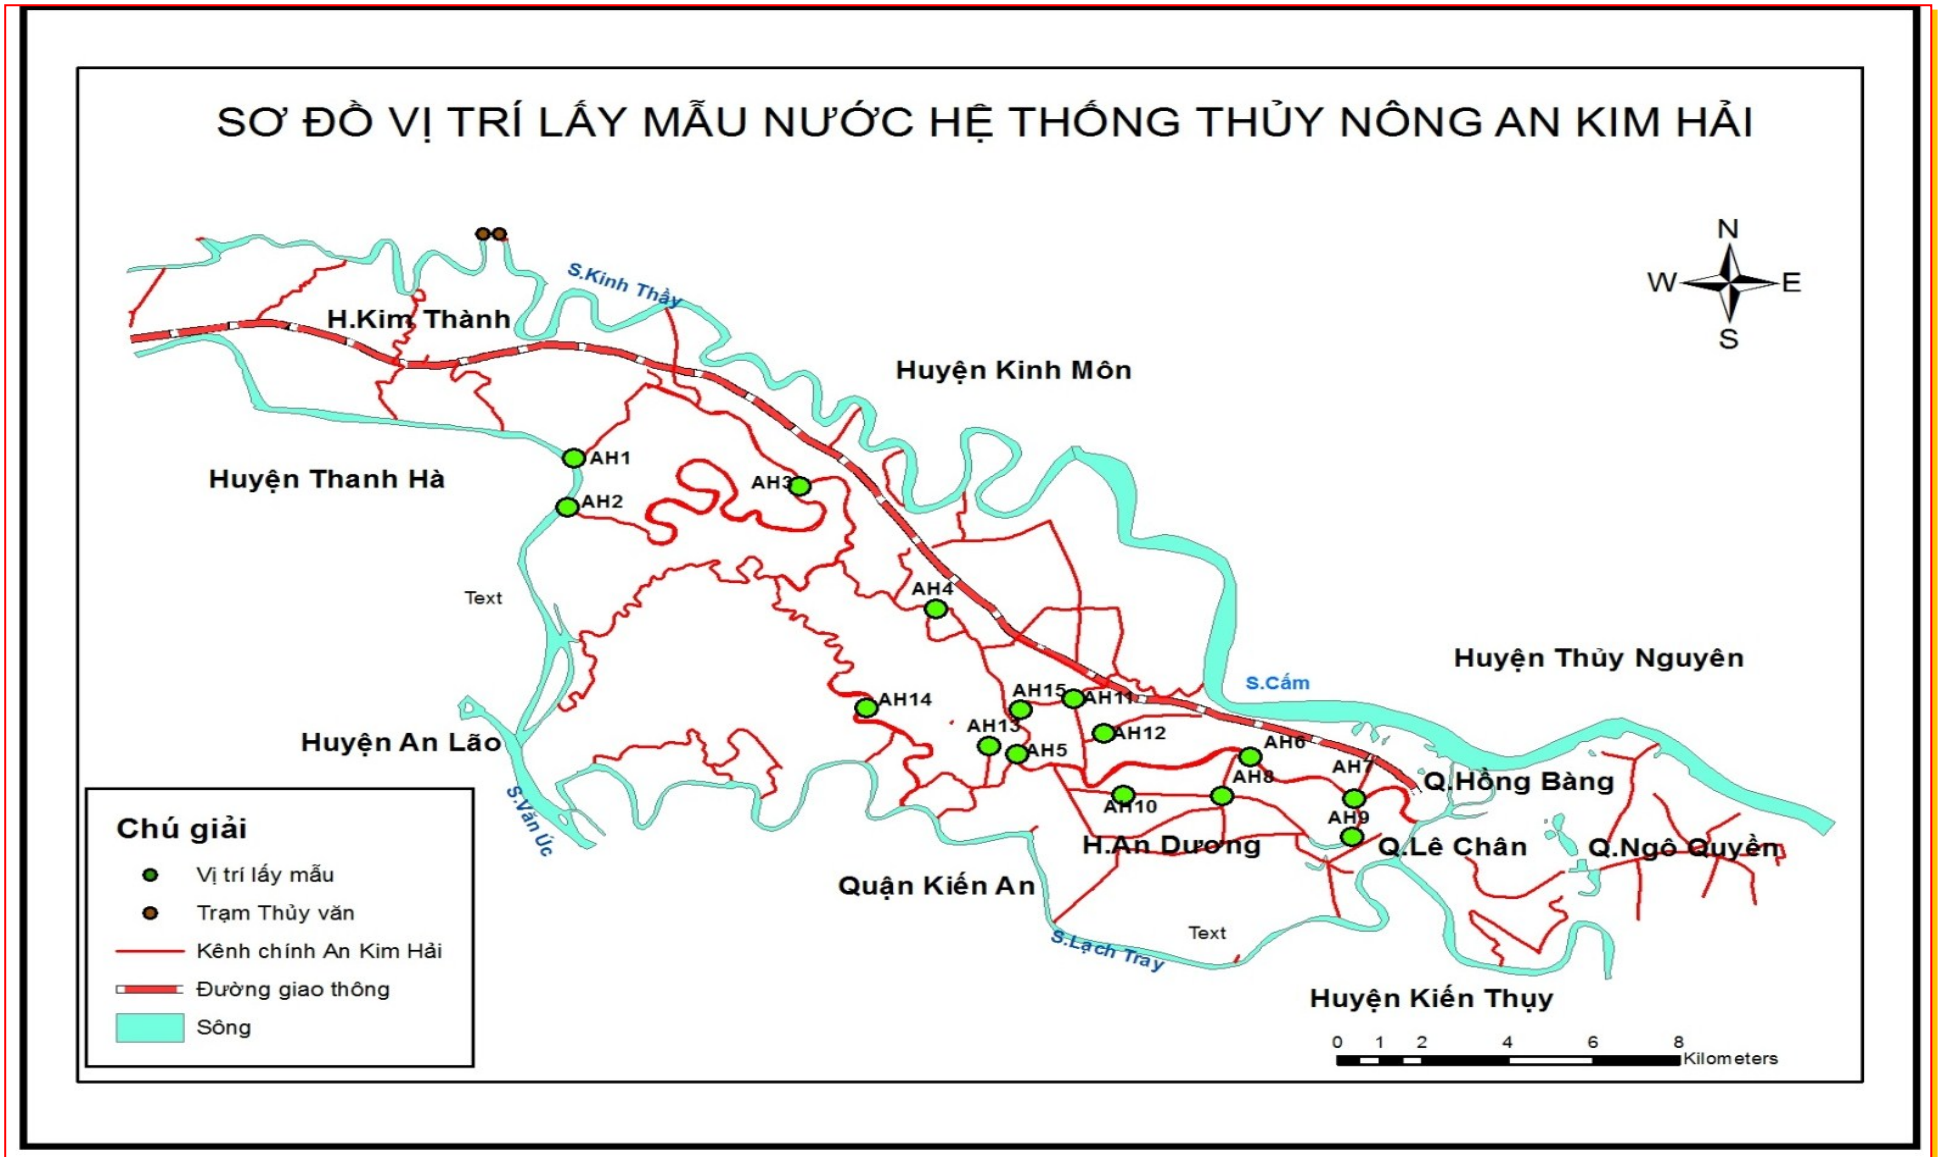 SƠ ĐỒ VỊ TRÍ LẤY MẪU NƯỚC HỆ THỐNG THỦY NÔNG AN KIM HẢI
N
W E
S
S.Kinh Thầy
H.Kim Thành
Huyện Kinh Môn
AH1
Huyện Thanh Hà
AH3
AH2
Text
AH4
Huyện Thủy Nguyên
S.Cấm
AH15
AH11
AH14
AH13
AH12
Huyện An Lão
AH5
AH6
AH7
AH8
Q.Hồng Bàng
S.Văn Úc
AH10
AH9
H.An Dương
Q.Lê Chân
Q.Ngô Quyền
Quận Kiến An
Text
S.Lạch Tray
Huyện Kiến Thụy
Chú giải
Vị trí lấy mẫu
Trạm Thủy văn
Kênh chính An Kim Hải
Đường giao thông
Sông
0 1 2 4 6 8
Kilometers